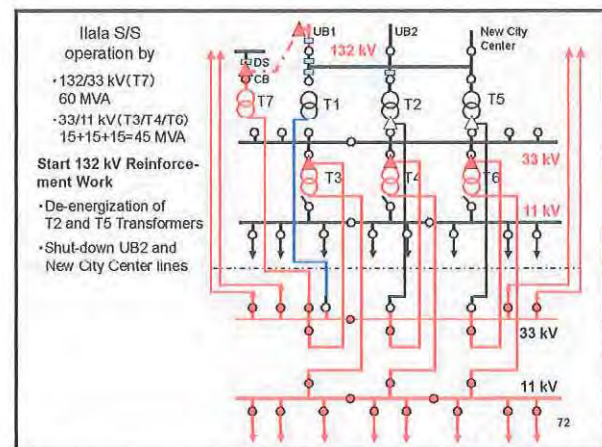 Ilala S/S
operation by
・132/33 kV(T7)
60 MVA
・33/11 kV(T3/T4/T6)
15+15+15=45 MVA
Start 132 kV Reinforce-
ment Work
・De-energization of
T2 and T5 Transformers
・Shut-down UB2 and
New City Center lines
UB1
UB2
New City
Center
132 kV
DS
CB
T7
T1
T2
T5
33 kV
T3
T4
T6
11 kV
33 kV
11 kV
72